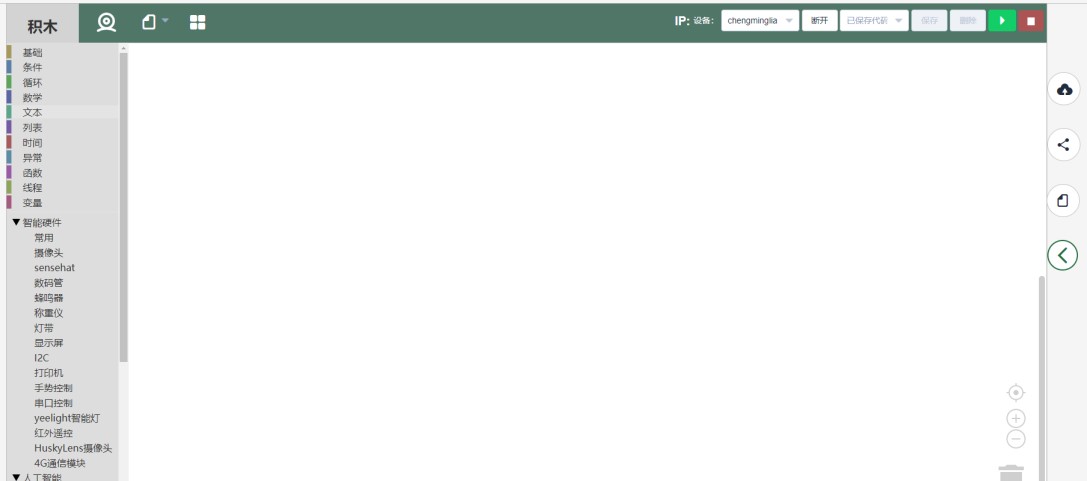 积木
IP: 设备: chengminglia 断开 已保存代码 保存 删除
基础
条件
循环
数学
文本
列表
时间
异常
函数
线程
变量
智能硬件
常用
摄像头
sensehat
数码管
蜂鸣器
称重仪
灯带
显示屏
I2C
打印机
手势控制
串口控制
yeelight智能灯
红外遥控
HuskyLens摄像头
4G通信模块
人工智能